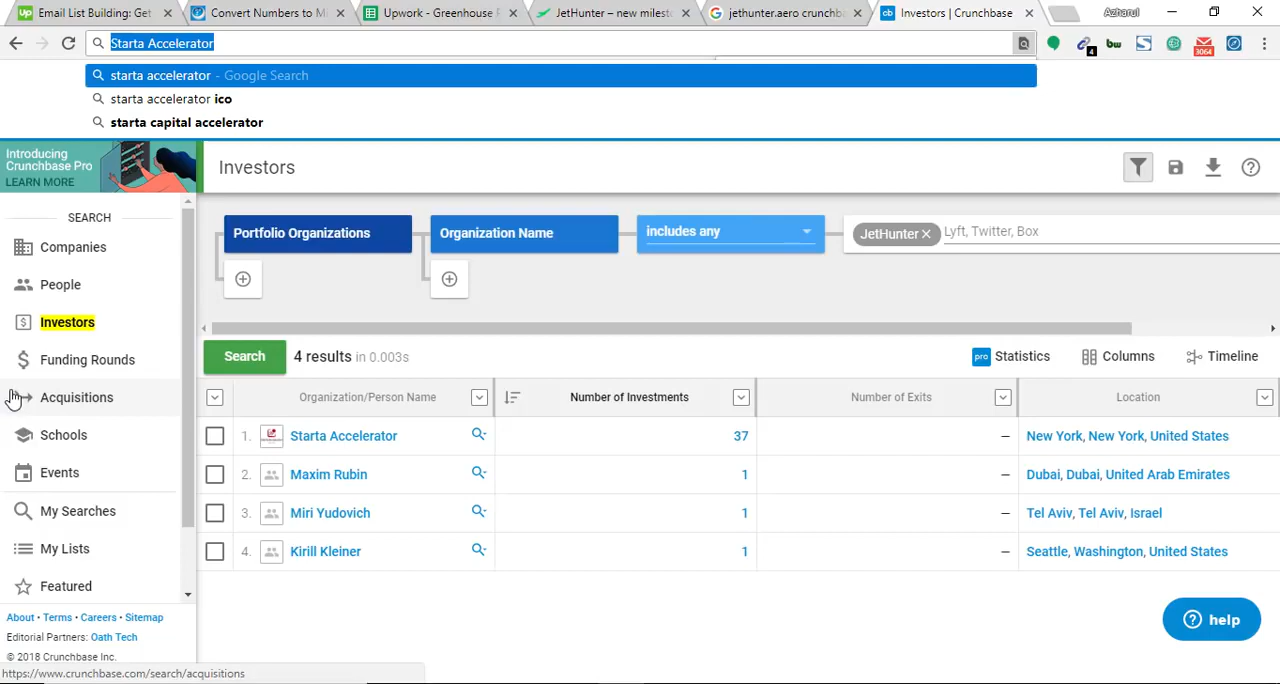 Email List Building: Get
Convert Numbers to Mi
Upwork - Greenhouse F
JetHunter – new milest
jethunter.aero crunchb
Investors | Crunchbase
Azharul
Starta Accelerator
4
bw
3064
starta accelerator - Google Search
starta accelerator ico
starta capital accelerator
Introducing
Crunchbase Pro
LEARN MORE
Investors
SEARCH
Companies
People
Investors
Funding Rounds
Acquisitions
Schools
Events
My Searches
My Lists
Featured
About • Terms • Careers • Sitemap
Editorial Partners: Oath Tech
© 2018 Crunchbase Inc.
https://www.crunchbase.com/search/acquisitions
Portfolio Organizations
Organization Name
includes any
JetHunter
Lyft, Twitter, Box
Search
4 results in 0.003s
pro Statistics
Columns
Timeline
Organization/Person Name
Number of Investments
Number of Exits
Location
1. Starta Accelerator 37 — New York, New York, United States
2. Maxim Rubin 1 — Dubai, Dubai, United Arab Emirates
3. Miri Yudovich 1 — Tel Aviv, Tel Aviv, Israel
4. Kirill Kleiner 1 — Seattle, Washington, United States
help